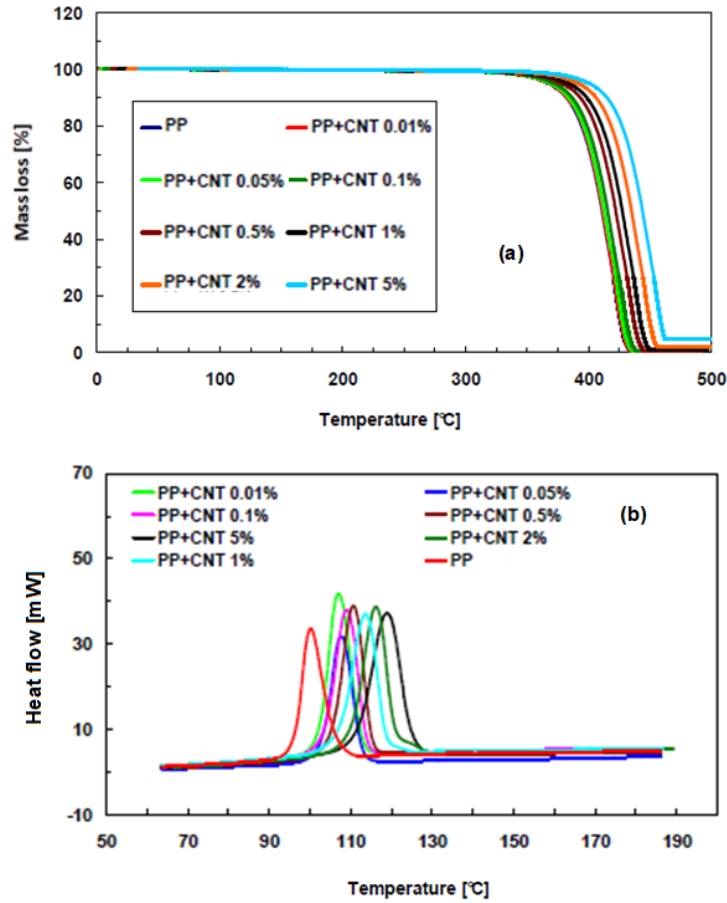 120
100
80
60
40
20
0
Mass loss [%]
PP
PP+CNT 0.01%
PP+CNT 0.05%
PP+CNT 0.1%
PP+CNT 0.5%
PP+CNT 1%
PP+CNT 2%
PP+CNT 5%
(a)
0 100 200 300 400 500
Temperature [°C]
70
50
30
10
-10
Heat flow [mW]
PP+CNT 0.01%
PP+CNT 0.05%
PP+CNT 0.1%
PP+CNT 0.5%
PP+CNT 5%
PP+CNT 2%
PP+CNT 1%
PP
(b)
50 70 90 110 130 150 170 190
Temperature [°C]